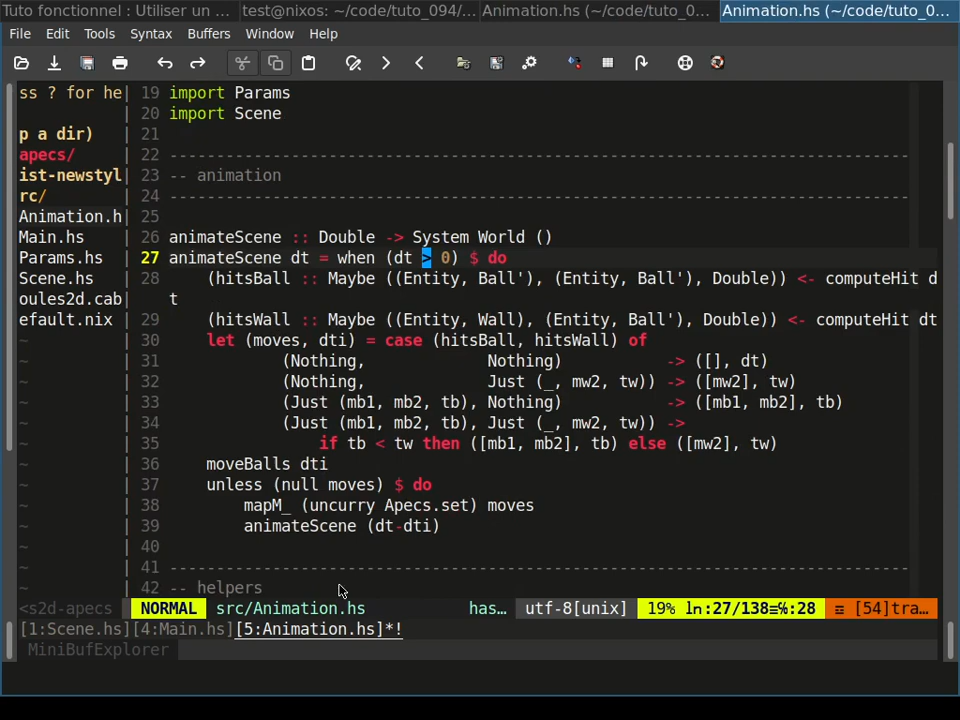 Tuto fonctionnel : Utiliser un ...
test@nixos: ~/code/tuto_094/...
Animation.hs (~/code/tuto_0...
Animation.hs (~/code/tuto_0...
File Edit Tools Syntax Buffers Window Help
ss ? for he| 19 import Params
| 20 import Scene
p a dir) | 21
apecs/ | 22 -------------------------------------------------------------------------------
ist-newstyl| 23 -- animation
rc/ | 24 -------------------------------------------------------------------------------
Animation.h| 25
Main.hs | 26 animateScene :: Double -> System World ()
Params.hs | 27 animateScene dt = when (dt > 0) $ do
Scene.hs | 28     (hitsBall :: Maybe ((Entity, Ball'), (Entity, Ball'), Double)) <- computeHit d
oules2d.cab| t
efault.nix | 29     (hitsWall :: Maybe ((Entity, Wall), (Entity, Ball'), Double)) <- computeHit dt
~ | 30     let (moves, dti) = case (hitsBall, hitsWall) of
~ | 31             (Nothing,             Nothing)           -> ([], dt)
~ | 32             (Nothing,             Just (_, mw2, tw)) -> ([mw2], tw)
~ | 33             (Just (mb1, mb2, tb), Nothing)           -> ([mb1, mb2], tb)
~ | 34             (Just (mb1, mb2, tb), Just (_, mw2, tw)) ->
~ | 35                 if tb < tw then ([mb1, mb2], tb) else ([mw2], tw)
~ | 36     moveBalls dti
~ | 37     unless (null moves) $ do
~ | 38         mapM_ (uncurry Apecs.set) moves
~ | 39         animateScene (dt-dti)
~ | 40
~ | 41 -------------------------------------------------------------------------------
~ | 42 -- helpers
<s2d-apecs NORMAL src/Animation.hs has… utf-8[unix] 19% ln:27/138≡%:28 ☲ [54]tra…
[1:Scene.hs][4:Main.hs][5:Animation.hs]*!
MiniBufExplorer